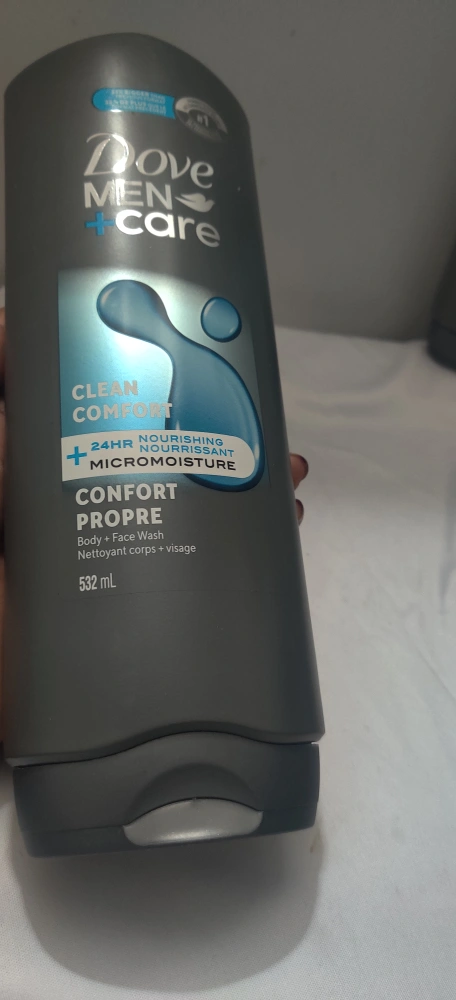 #1
Dove
MEN
+care
CLEAN
COMFORT
+ 24HR NOURISHING
NOURRISSANT
MICROMOISTURE
CONFORT
PROPRE
Body + Face Wash
Nettoyant corps + visage
532 mL